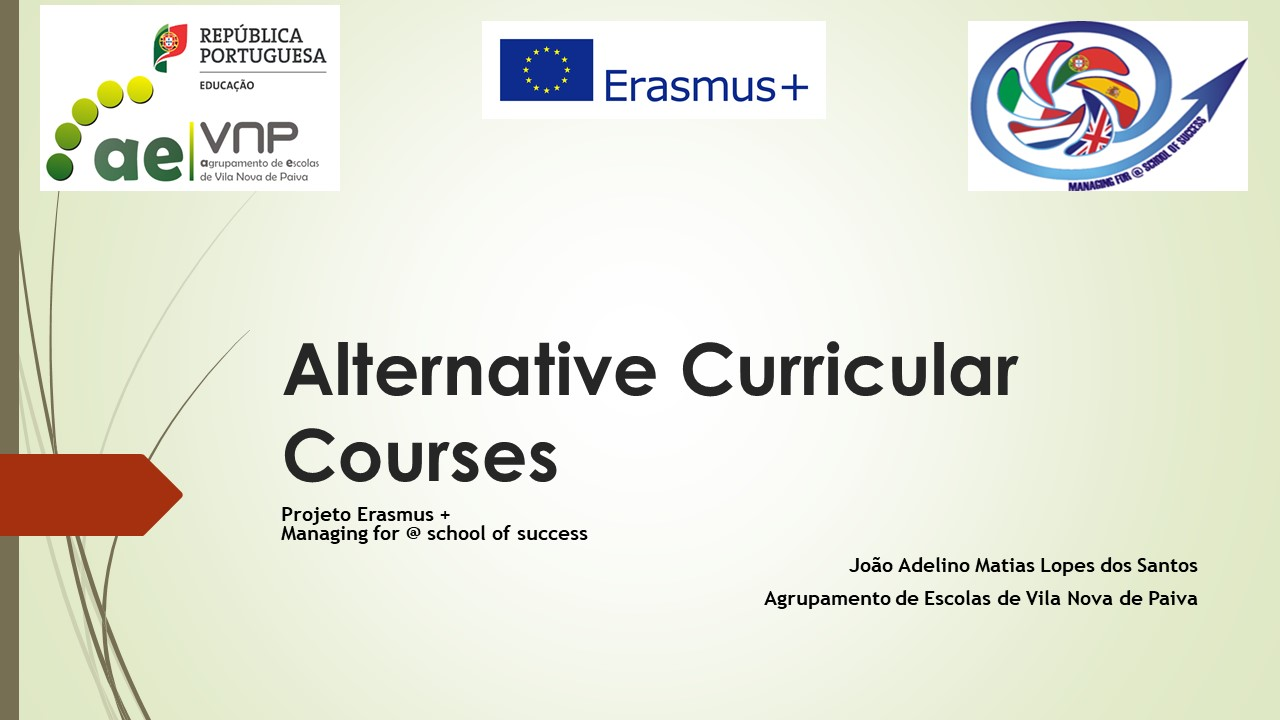 REPÚBLICA
PORTUGUESA
EDUCAÇÃO
ae VNP
agrupamento de escolas
de Vila Nova de Paiva
Erasmus+
MANAGING FOR @ SCHOOL OF SUCCESS
Alternative Curricular
Courses
Projeto Erasmus +
Managing for @ school of success
João Adelino Matias Lopes dos Santos
Agrupamento de Escolas de Vila Nova de Paiva